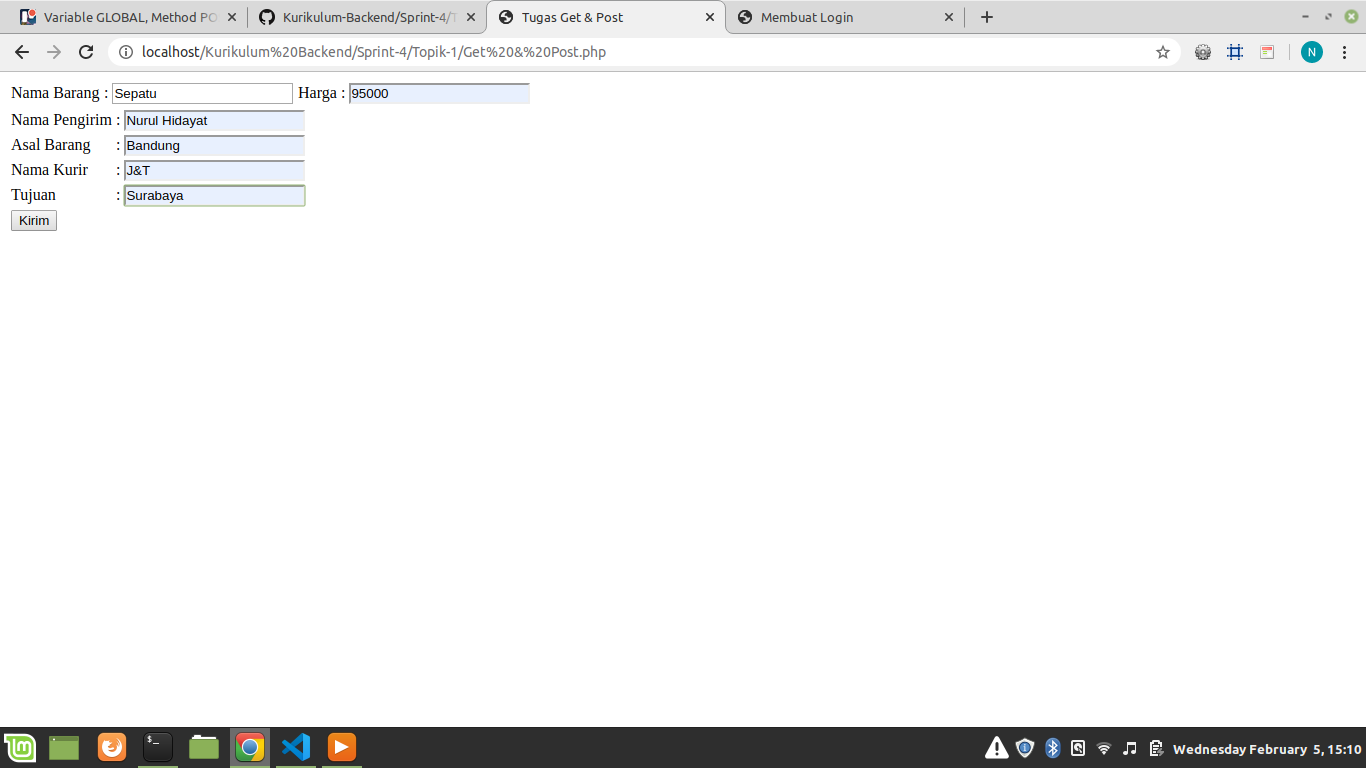 Variable GLOBAL, Method PO
Kurikulum-Backend/Sprint-4/T
Tugas Get & Post
Membuat Login
localhost/Kurikulum%20Backend/Sprint-4/Topik-1/Get%20&%20Post.php
N
Nama Barang : Sepatu Harga : 95000
Nama Pengirim : Nurul Hidayat
Asal Barang : Bandung
Nama Kurir : J&T
Tujuan : Surabaya
Kirim
$_
Wednesday February 5, 15:10